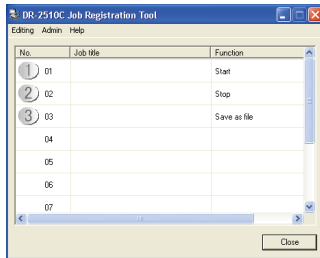 DR-2510C Job Registration Tool
Editing Admin Help
No. Job title Function
1 01 Start
2 02 Stop
3 03 Save as file
04
05
06
07
Close